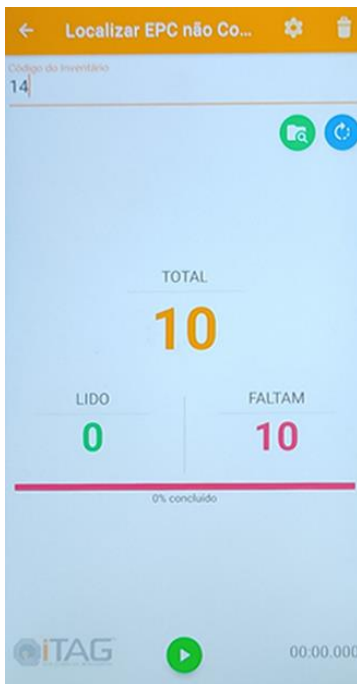 Localizar EPC não Co...
Código do Inventário
14
TOTAL
10
LIDO
FALTAM
0
10
0% concluído
iTAG
00:00.000